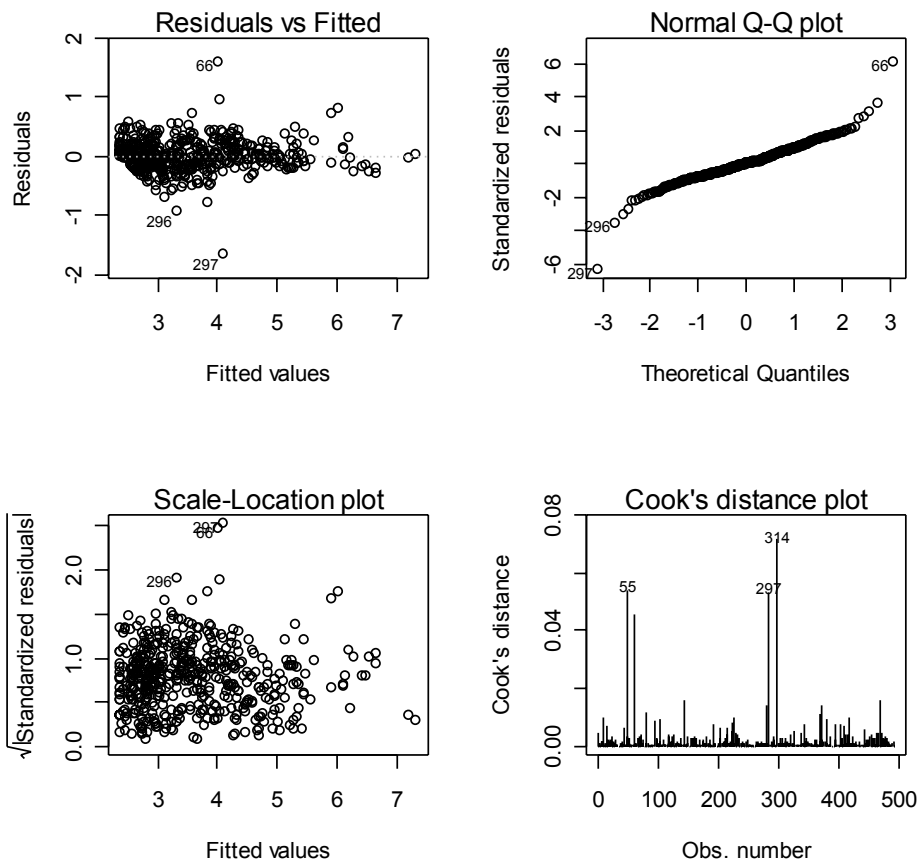 Residuals vs Fitted
Residuals
2
1
0
-1
-2
66
296
297
3 4 5 6 7
Fitted values
Normal Q-Q plot
Standardized residuals
6
4
2
-2
-6
66
296
297
-3 -2 -1 0 1 2 3
Theoretical Quantiles
Scale-Location plot
√|Standardized residuals|
2.0
1.0
0.0
297
66
296
3 4 5 6 7
Fitted values
Cook's distance plot
Cook's distance
0.08
0.04
0.00
314
55
297
0 100 200 300 400 500
Obs. number